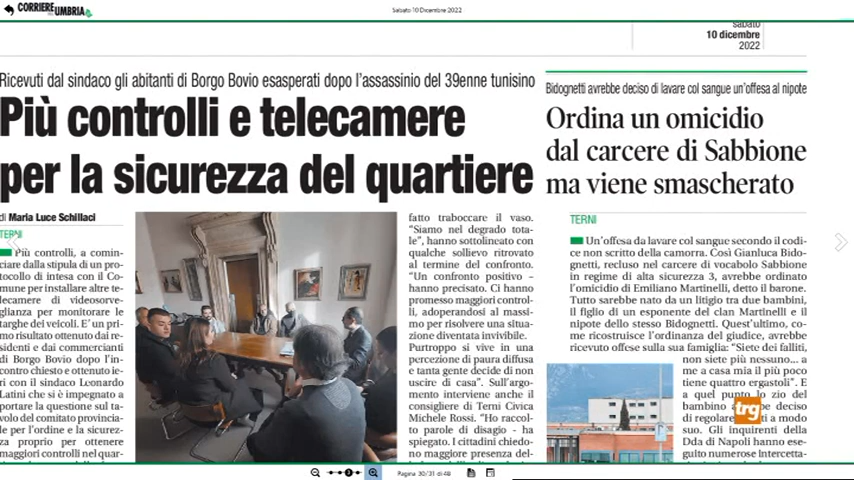 CORRIERE
DELL'UMBRIA
Sabato 10 Dicembre 2022
sabato
10 dicembre
2022
Ricevuti dal sindaco gli abitanti di Borgo Bovio esasperati dopo l'assassinio del 39enne tunisino
Più controlli e telecamere
per la sicurezza del quartiere
di Maria Luce Schillaci
TERNI
Più controlli, a comin-
ciare dalla stipula di un pro-
tocollo di intesa con il Co-
mune per installare altre te-
lecamere di videosorve-
glianza per monitorare le
targhe dei veicoli. E' un pri-
mo risultato ottenuto dai re-
sidenti e dai commercianti
di Borgo Bovio dopo l'in-
contro chiesto e ottenuto ie-
ri con il sindaco Leonardo
Latini che si è impegnato a
portare la questione sul ta-
volo del comitato provincia-
le per l'ordine e la sicurez-
za proprio per ottenere
maggiori controlli nel quar-
fatto traboccare il vaso.
"Siamo nel degrado tota-
le", hanno sottolineato con
qualche sollievo ritrovato
al termine del confronto.
"Un confronto positivo -
hanno precisato. Ci hanno
promesso maggiori control-
li, adoperandosi al massi-
mo per risolvere una situa-
zione diventata invivibile.
Purtroppo si vive in una
percezione di paura diffusa
e tanta gente decide di non
uscire di casa". Sull'argo-
mento interviene anche il
consigliere di Terni Civica
Michele Rossi. "Ho raccol-
to parole di disagio - ha
spiegato. I cittadini chiedo-
no maggiore presenza del-
Bidognetti avrebbe deciso di lavare col sangue un'offesa al nipote
Ordina un omicidio
dal carcere di Sabbione
ma viene smascherato
TERNI
Un'offesa da lavare col sangue secondo il codi-
ce non scritto della camorra. Così Gianluca Bido-
gnetti, recluso nel carcere di vocabolo Sabbione
in regime di alta sicurezza 3, avrebbe ordinato
l'omicidio di Emiliano Martinelli, detto il barone.
Tutto sarebbe nato da un litigio tra due bambini,
il figlio di un esponente del clan Martinelli e il
nipote dello stesso Bidognetti. Quest'ultimo, co-
me ricostruisce l'ordinanza del giudice, avrebbe
ricevuto offese sulla sua famiglia: "Siete dei falliti,
non siete più nessuno... a
me a casa mia il più poco
tiene quattro ergastoli". E
a quel punto lo zio del
bambino deciso
di regolare a modo
suo. Gli inquirenti della
Dda di Napoli hanno ese-
guito numerose intercetta-
trg
Pagina 30/31 di 48